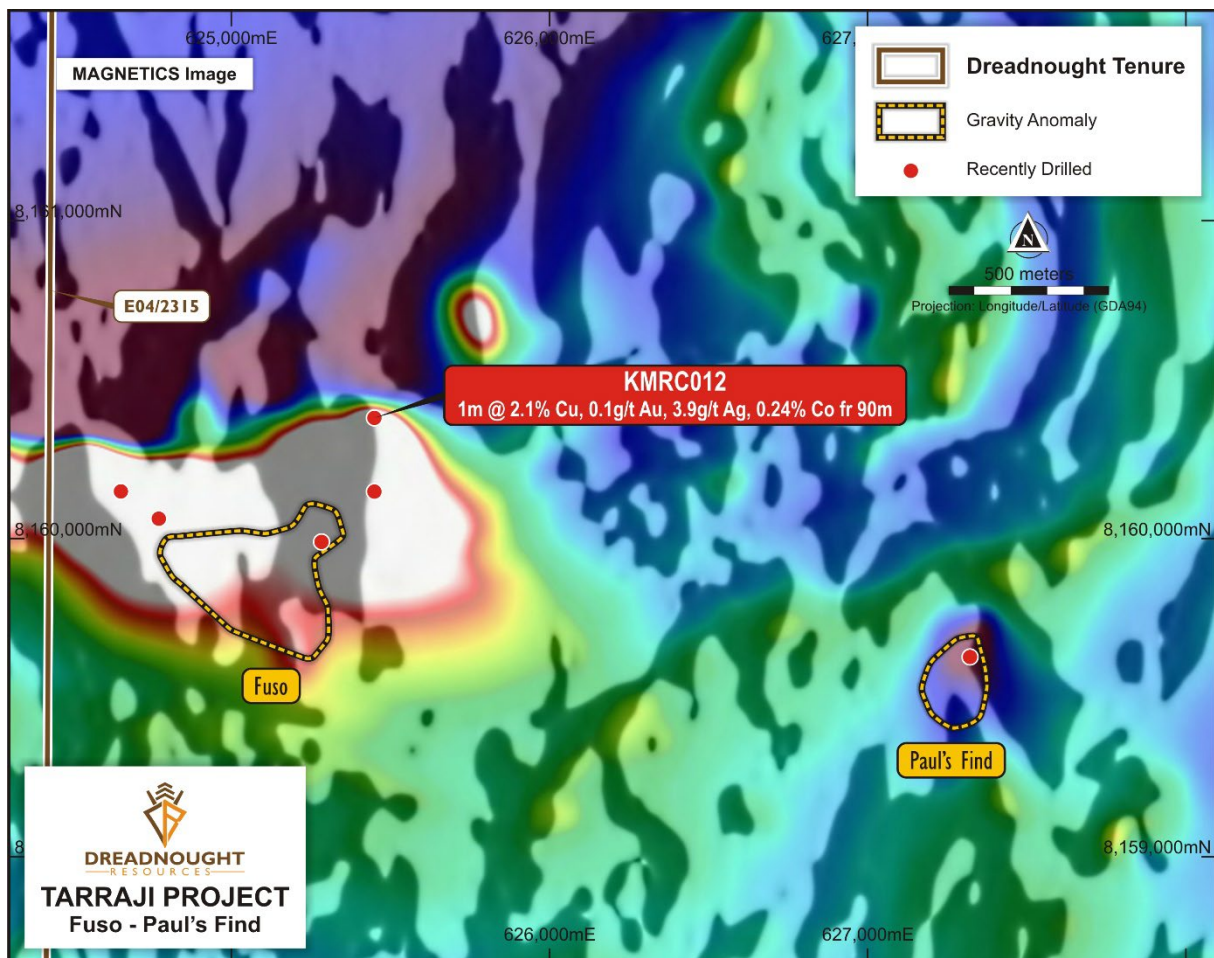 625,000mE
626,000mE
627,
MAGNETICS Image
Dreadnought Tenure
Gravity Anomaly
Recently Drilled
8,161,000mN
N
500 meters
Projection: Longitude/Latitude (GDA94)
E04/2315
KMRC012
1m @ 2.1% Cu, 0.1g/t Au, 3.9g/t Ag, 0.24% Co fr 90m
8,160,000mN
8,160,000mN
Fuso
Paul's Find
8,159,000mN
DREADNOUGHT
RESOURCES
TARRAJI PROJECT
Fuso - Paul's Find
626,000mE
627,000mE